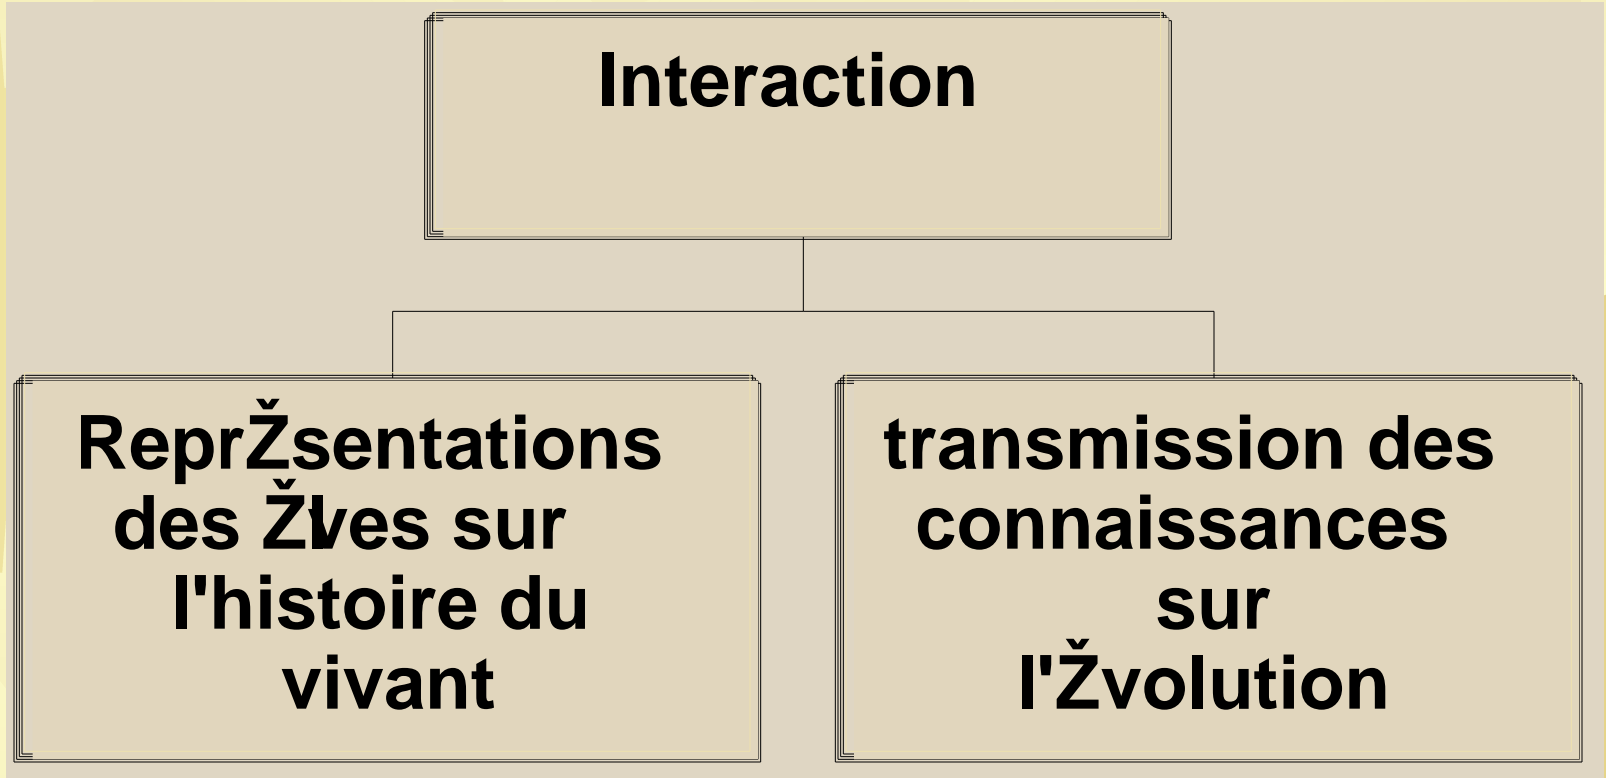 Interaction
ReprŽsentations
des Žlves sur
l'histoire du
vivant
transmission des
connaissances
sur
l'Žvolution